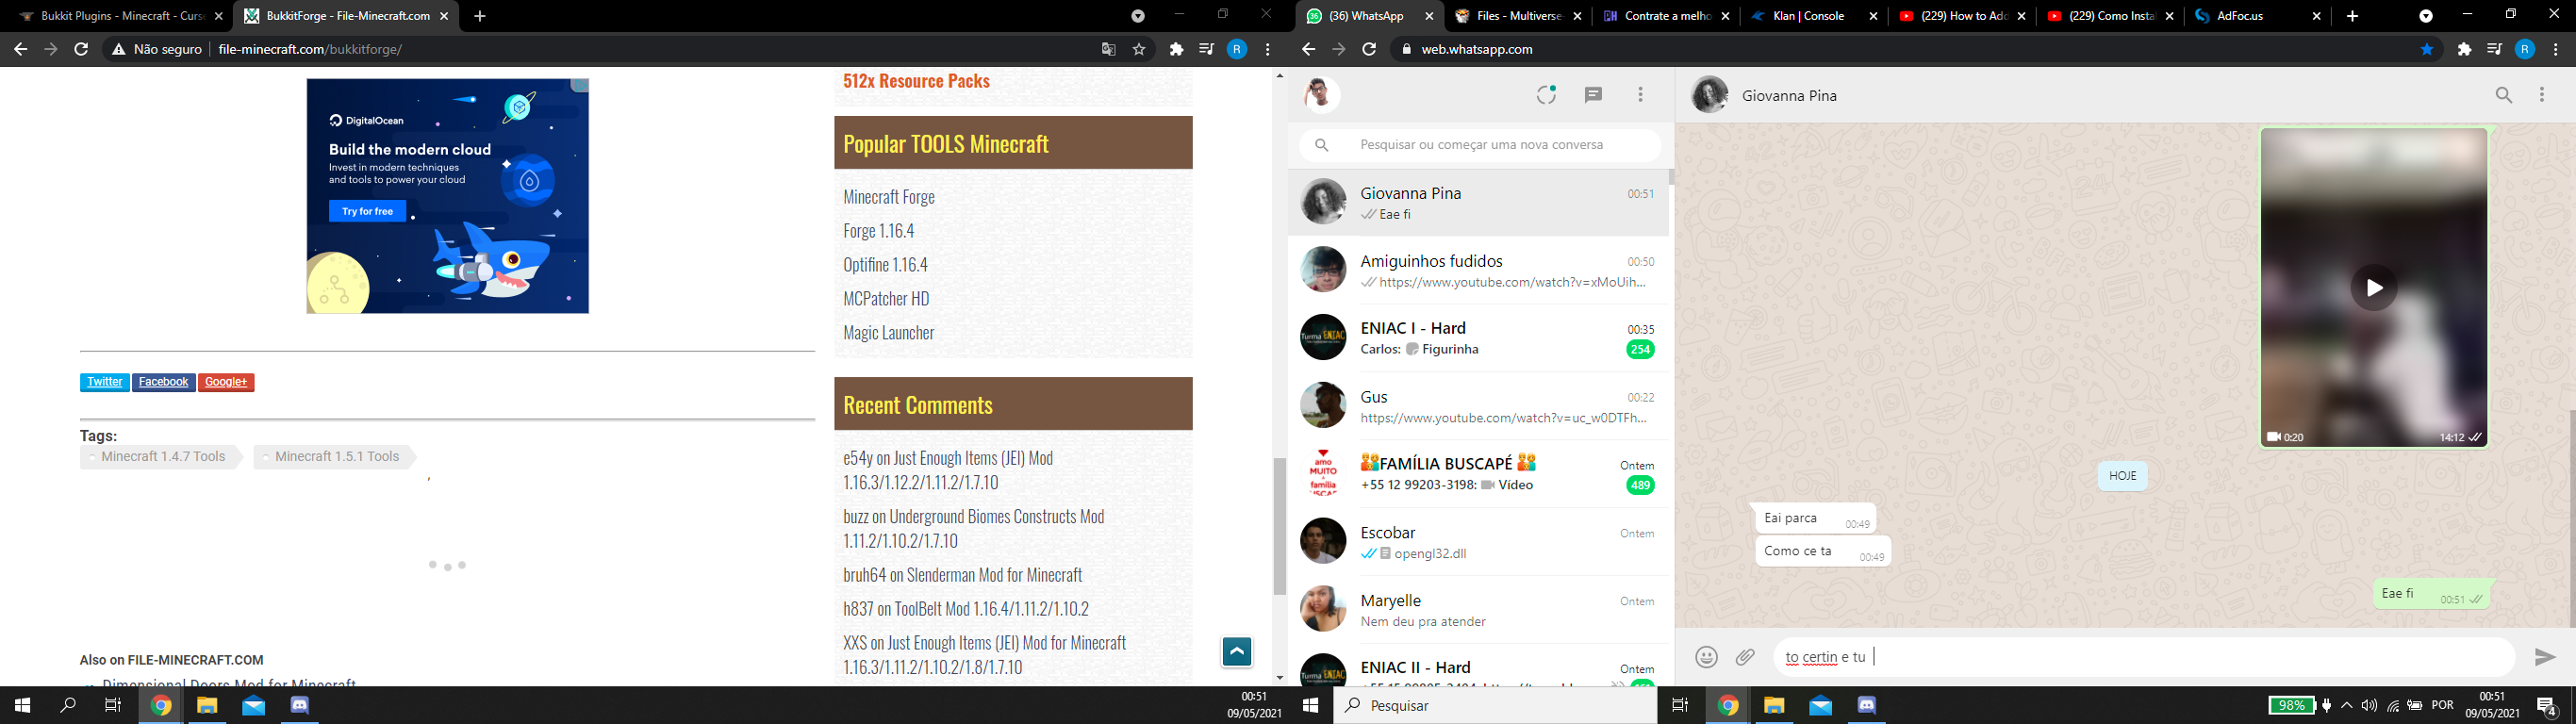 Bukkit Plugins - Minecraft - Curs
BukkitForge - File-Minecraft.com
Não seguro
file-minecraft.com/bukkitforge/
R
DigitalOcean
Build the modern cloud
Invest in modern techniques
and tools to power your cloud
Try for free
Twitter
Facebook
Google+
Tags:
Minecraft 1.4.7 Tools
Minecraft 1.5.1 Tools
Also on FILE-MINECRAFT.COM
Dimensional Doors Mod for Minecraft
512x Resource Packs
Popular TOOLS Minecraft
Minecraft Forge
Forge 1.16.4
Optifine 1.16.4
MCPatcher HD
Magic Launcher
Recent Comments
e54y on Just Enough Items (JEI) Mod
1.16.3/1.12.2/1.11.2/1.7.10
buzz on Underground Biomes Constructs Mod
1.11.2/1.10.2/1.7.10
bruh64 on Slenderman Mod for Minecraft
h837 on ToolBelt Mod 1.16.4/1.11.2/1.10.2
XXS on Just Enough Items (JEI) Mod for Minecraft
1.16.3/1.11.2/1.10.2/1.8/1.7.10
00:51
09/05/2021
(36) WhatsApp
Files - Multiverse-
Contrate a melho
Klan | Console
(229) How to Add
(229) Como Insta
AdFoc.us
web.whatsapp.com
R
Pesquisar ou começar uma nova conversa
Giovanna Pina
00:51
Eae fi
Amiguinhos fudidos
00:50
https://www.youtube.com/watch?v=xMoUih...
Turma ENIAC
ENIAC I - Hard
00:35
Carlos: Figurinha
254
Gus
00:22
https://www.youtube.com/watch?v=uc_w0DTFh...
amo
MUITO
a
família
FAMÍLIA BUSCAPÉ
Ontem
+55 12 99203-3198: Vídeo
489
Escobar
Ontem
opengl32.dll
Maryelle
Ontem
Nem deu pra atender
ENIAC II - Hard
Ontem
Giovanna Pina
0:20
14:12
HOJE
Eai parca
00:49
Como ce ta
00:49
Eae fi
00:51
to certin e tu
Pesquisar
98%
POR
00:51
09/05/2021
4